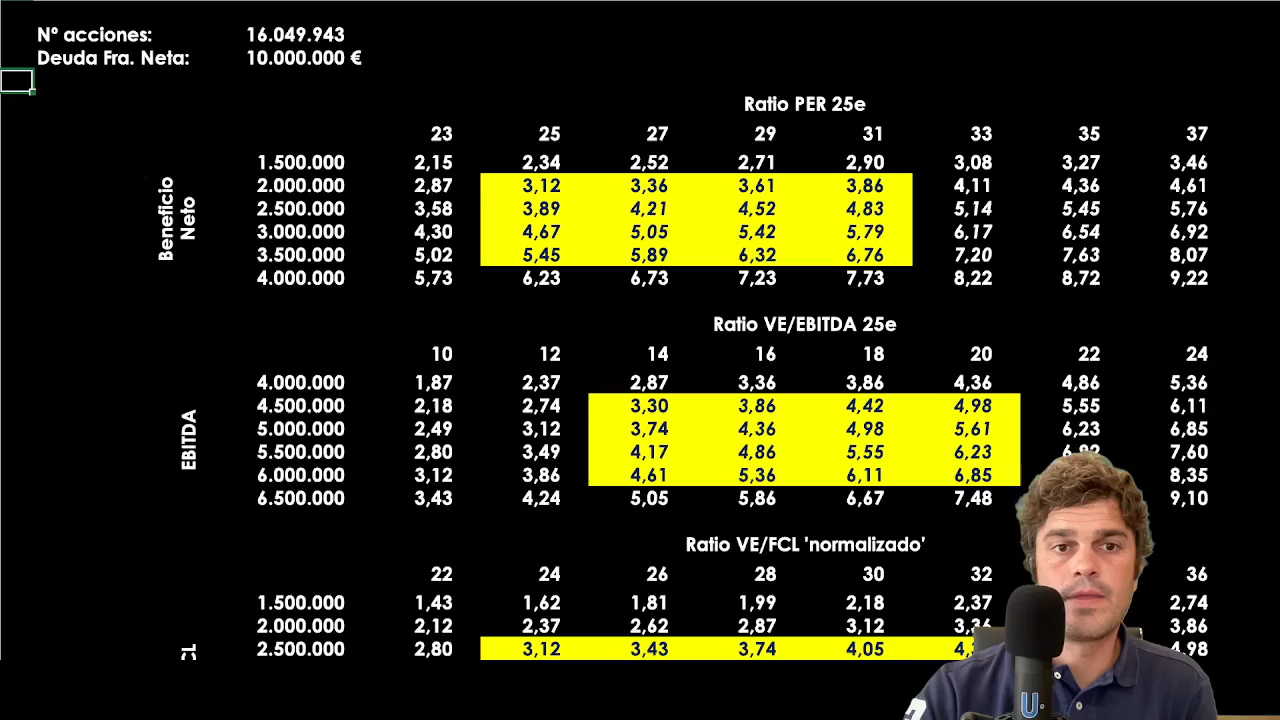 Nº acciones: 16.049.943
Deuda Fra. Neta: 10.000.000 €
Ratio PER 25e
23 25 27 29 31 33 35 37
Beneficio Neto
1.500.000 2,15 2,34 2,52 2,71 2,90 3,08 3,27 3,46
2.000.000 2,87 3,12 3,36 3,61 3,86 4,11 4,36 4,61
2.500.000 3,58 3,89 4,21 4,52 4,83 5,14 5,45 5,76
3.000.000 4,30 4,67 5,05 5,42 5,79 6,17 6,54 6,92
3.500.000 5,02 5,45 5,89 6,32 6,76 7,20 7,63 8,07
4.000.000 5,73 6,23 6,73 7,23 7,73 8,22 8,72 9,22
Ratio VE/EBITDA 25e
10 12 14 16 18 20 22 24
EBITDA
4.000.000 1,87 2,37 2,87 3,36 3,86 4,36 4,86 5,36
4.500.000 2,18 2,74 3,30 3,86 4,42 4,98 5,55 6,11
5.000.000 2,49 3,12 3,74 4,36 4,98 5,61 6,23 6,85
5.500.000 2,80 3,49 4,17 4,86 5,55 6,23 7,60
6.000.000 3,12 3,86 4,61 5,36 6,11 6,85 8,35
6.500.000 3,43 4,24 5,05 5,86 6,67 7,48 9,10
Ratio VE/FCL 'normalizado'
22 24 26 28 30 32 36
1.500.000 1,43 1,62 1,81 1,99 2,18 2,37 2,74
2.000.000 2,12 2,37 2,62 2,87 3,12 3,86
2.500.000 2,80 3,12 3,43 3,74 4,05 4,98